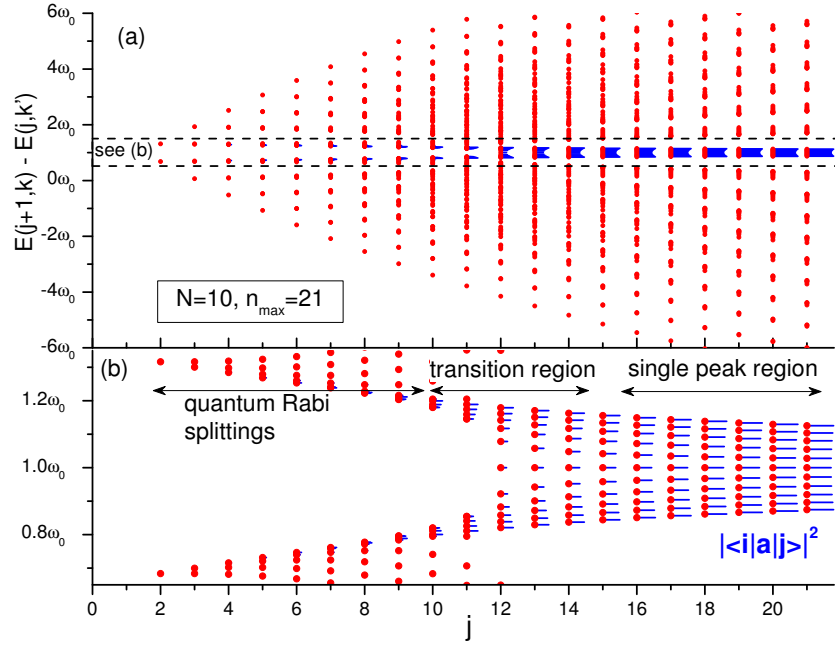 6ω₀
(a)
4ω₀
2ω₀
see (b)
0ω₀
-2ω₀
-4ω₀
-6ω₀
E(j+1,k) - E(j,k')
N=10, n_max=21
(b)
quantum Rabi
splittings
transition region
single peak region
1.2ω₀
1.0ω₀
0.8ω₀
|<i|a|j>|²
0 2 4 6 8 10 12 14 16 18 20
j